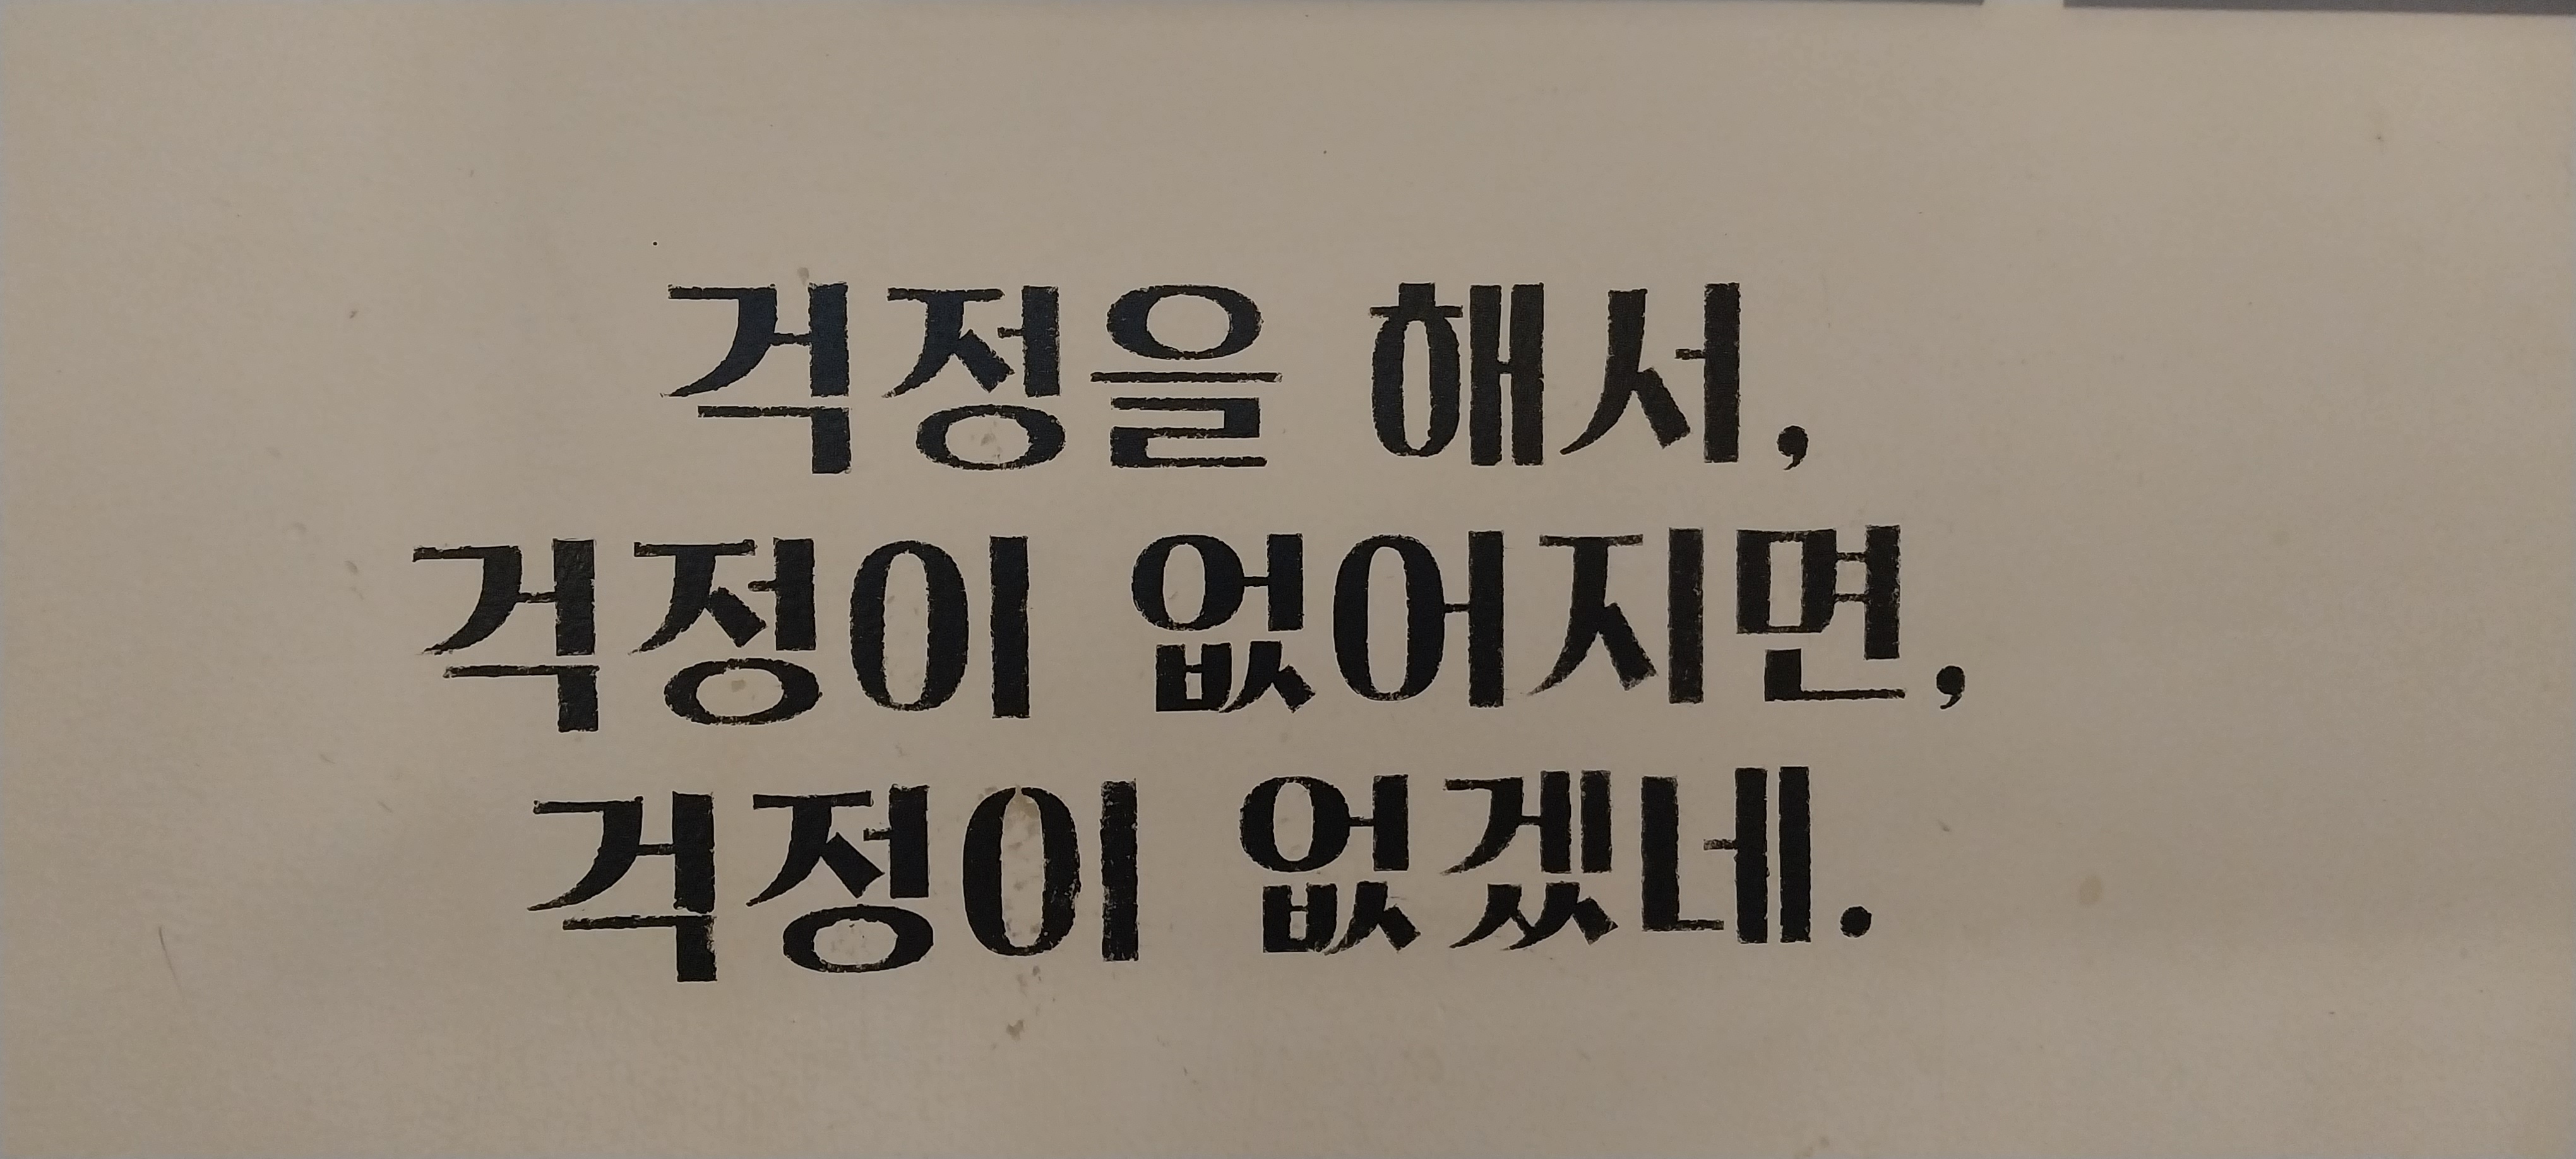 걱정을 해서,
걱정이 없어지면,
걱정이 없겠네.